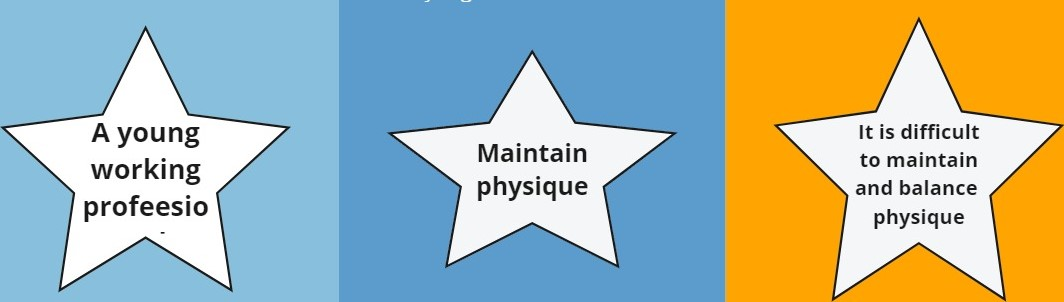 A young
working
profeesio
Maintain
physique
It is difficult
to maintain
and balance
physique